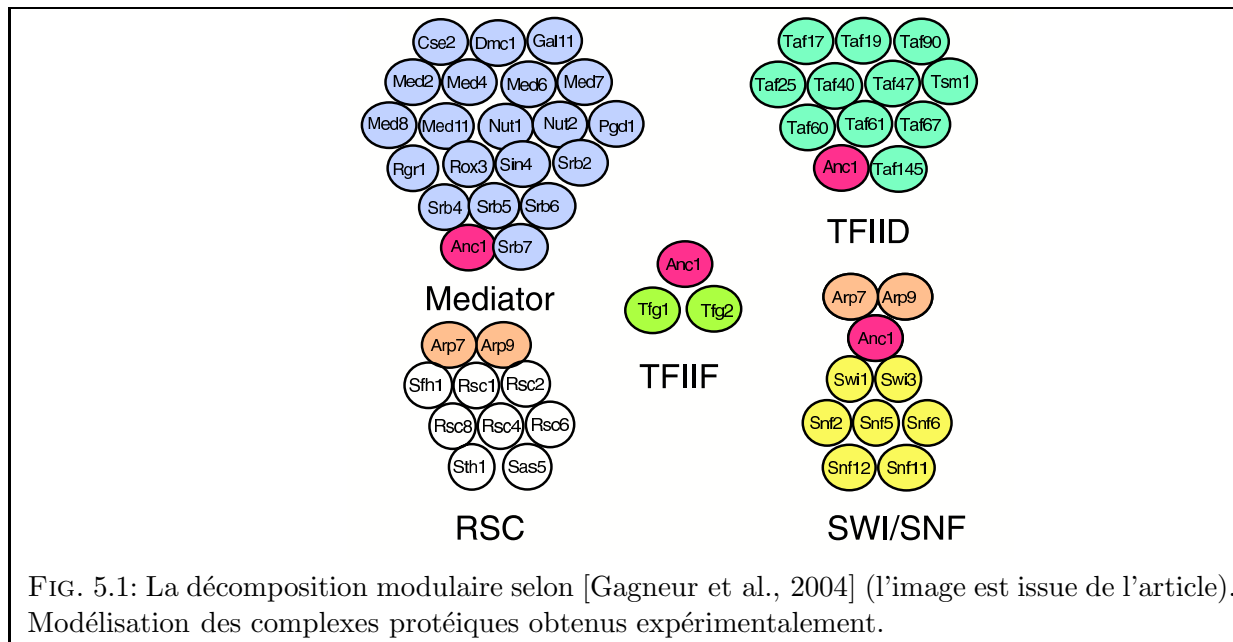 Cse2 Dmc1 Gal11
Med2 Med4 Med6 Med7
Med8 Med11 Nut1 Nut2 Pgd1
Rgr1 Rox3 Sin4 Srb2
Srb4 Srb5 Srb6
Anc1 Srb7
Mediator
Taf17 Taf19 Taf90
Taf25 Taf40 Taf47 Tsm1
Taf60 Taf61 Taf67
Anc1 Taf145
TFIID
Anc1
Tfg1 Tfg2
TFIIF
Arp7 Arp9
Sfh1 Rsc1 Rsc2
Rsc8 Rsc4 Rsc6
Sth1 Sas5
RSC
Arp7 Arp9
Anc1
Swi1 Swi3
Snf2 Snf5 Snf6
Snf12 Snf11
SWI/SNF
FIG. 5.1: La décomposition modulaire selon [Gagneur et al., 2004] (l'image est issue de l'article).
Modélisation des complexes protéiques obtenus expérimentalement.